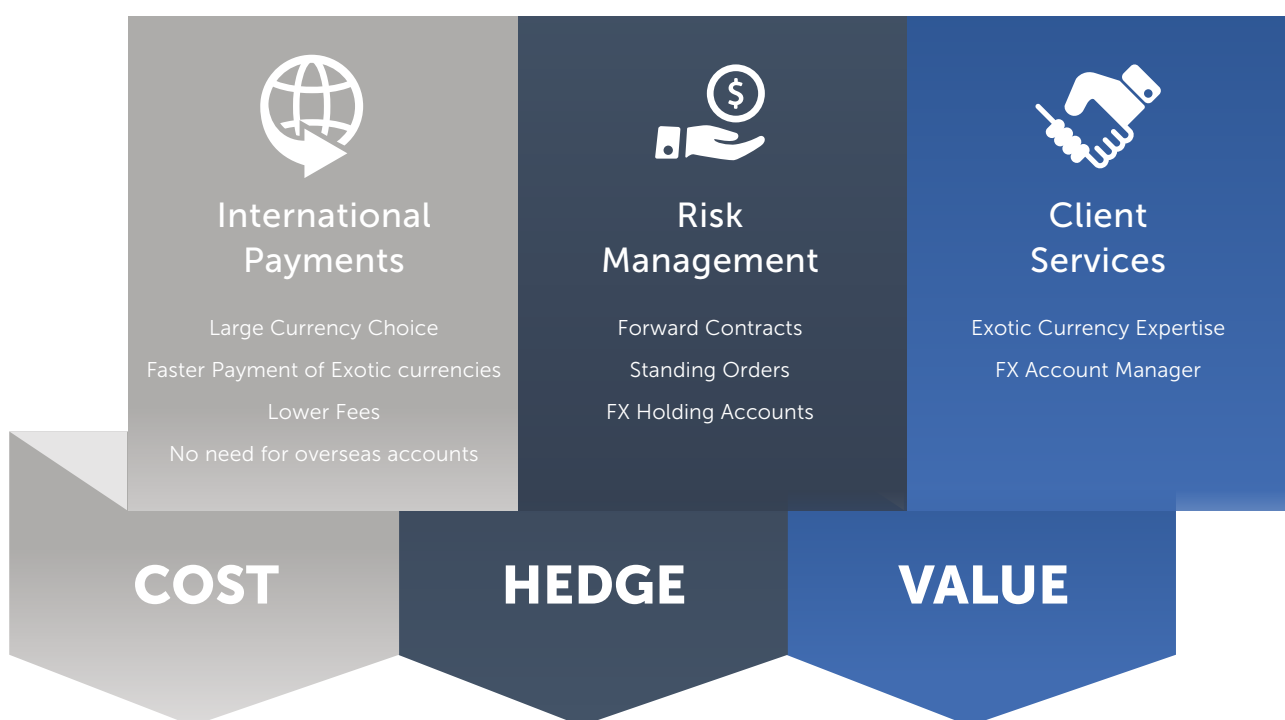 $
International
Payments
Large Currency Choice
Faster Payment of Exotic currencies
Lower Fees
No need for overseas accounts
Risk
Management
Forward Contracts
Standing Orders
FX Holding Accounts
Client
Services
Exotic Currency Expertise
FX Account Manager
COST
HEDGE
VALUE